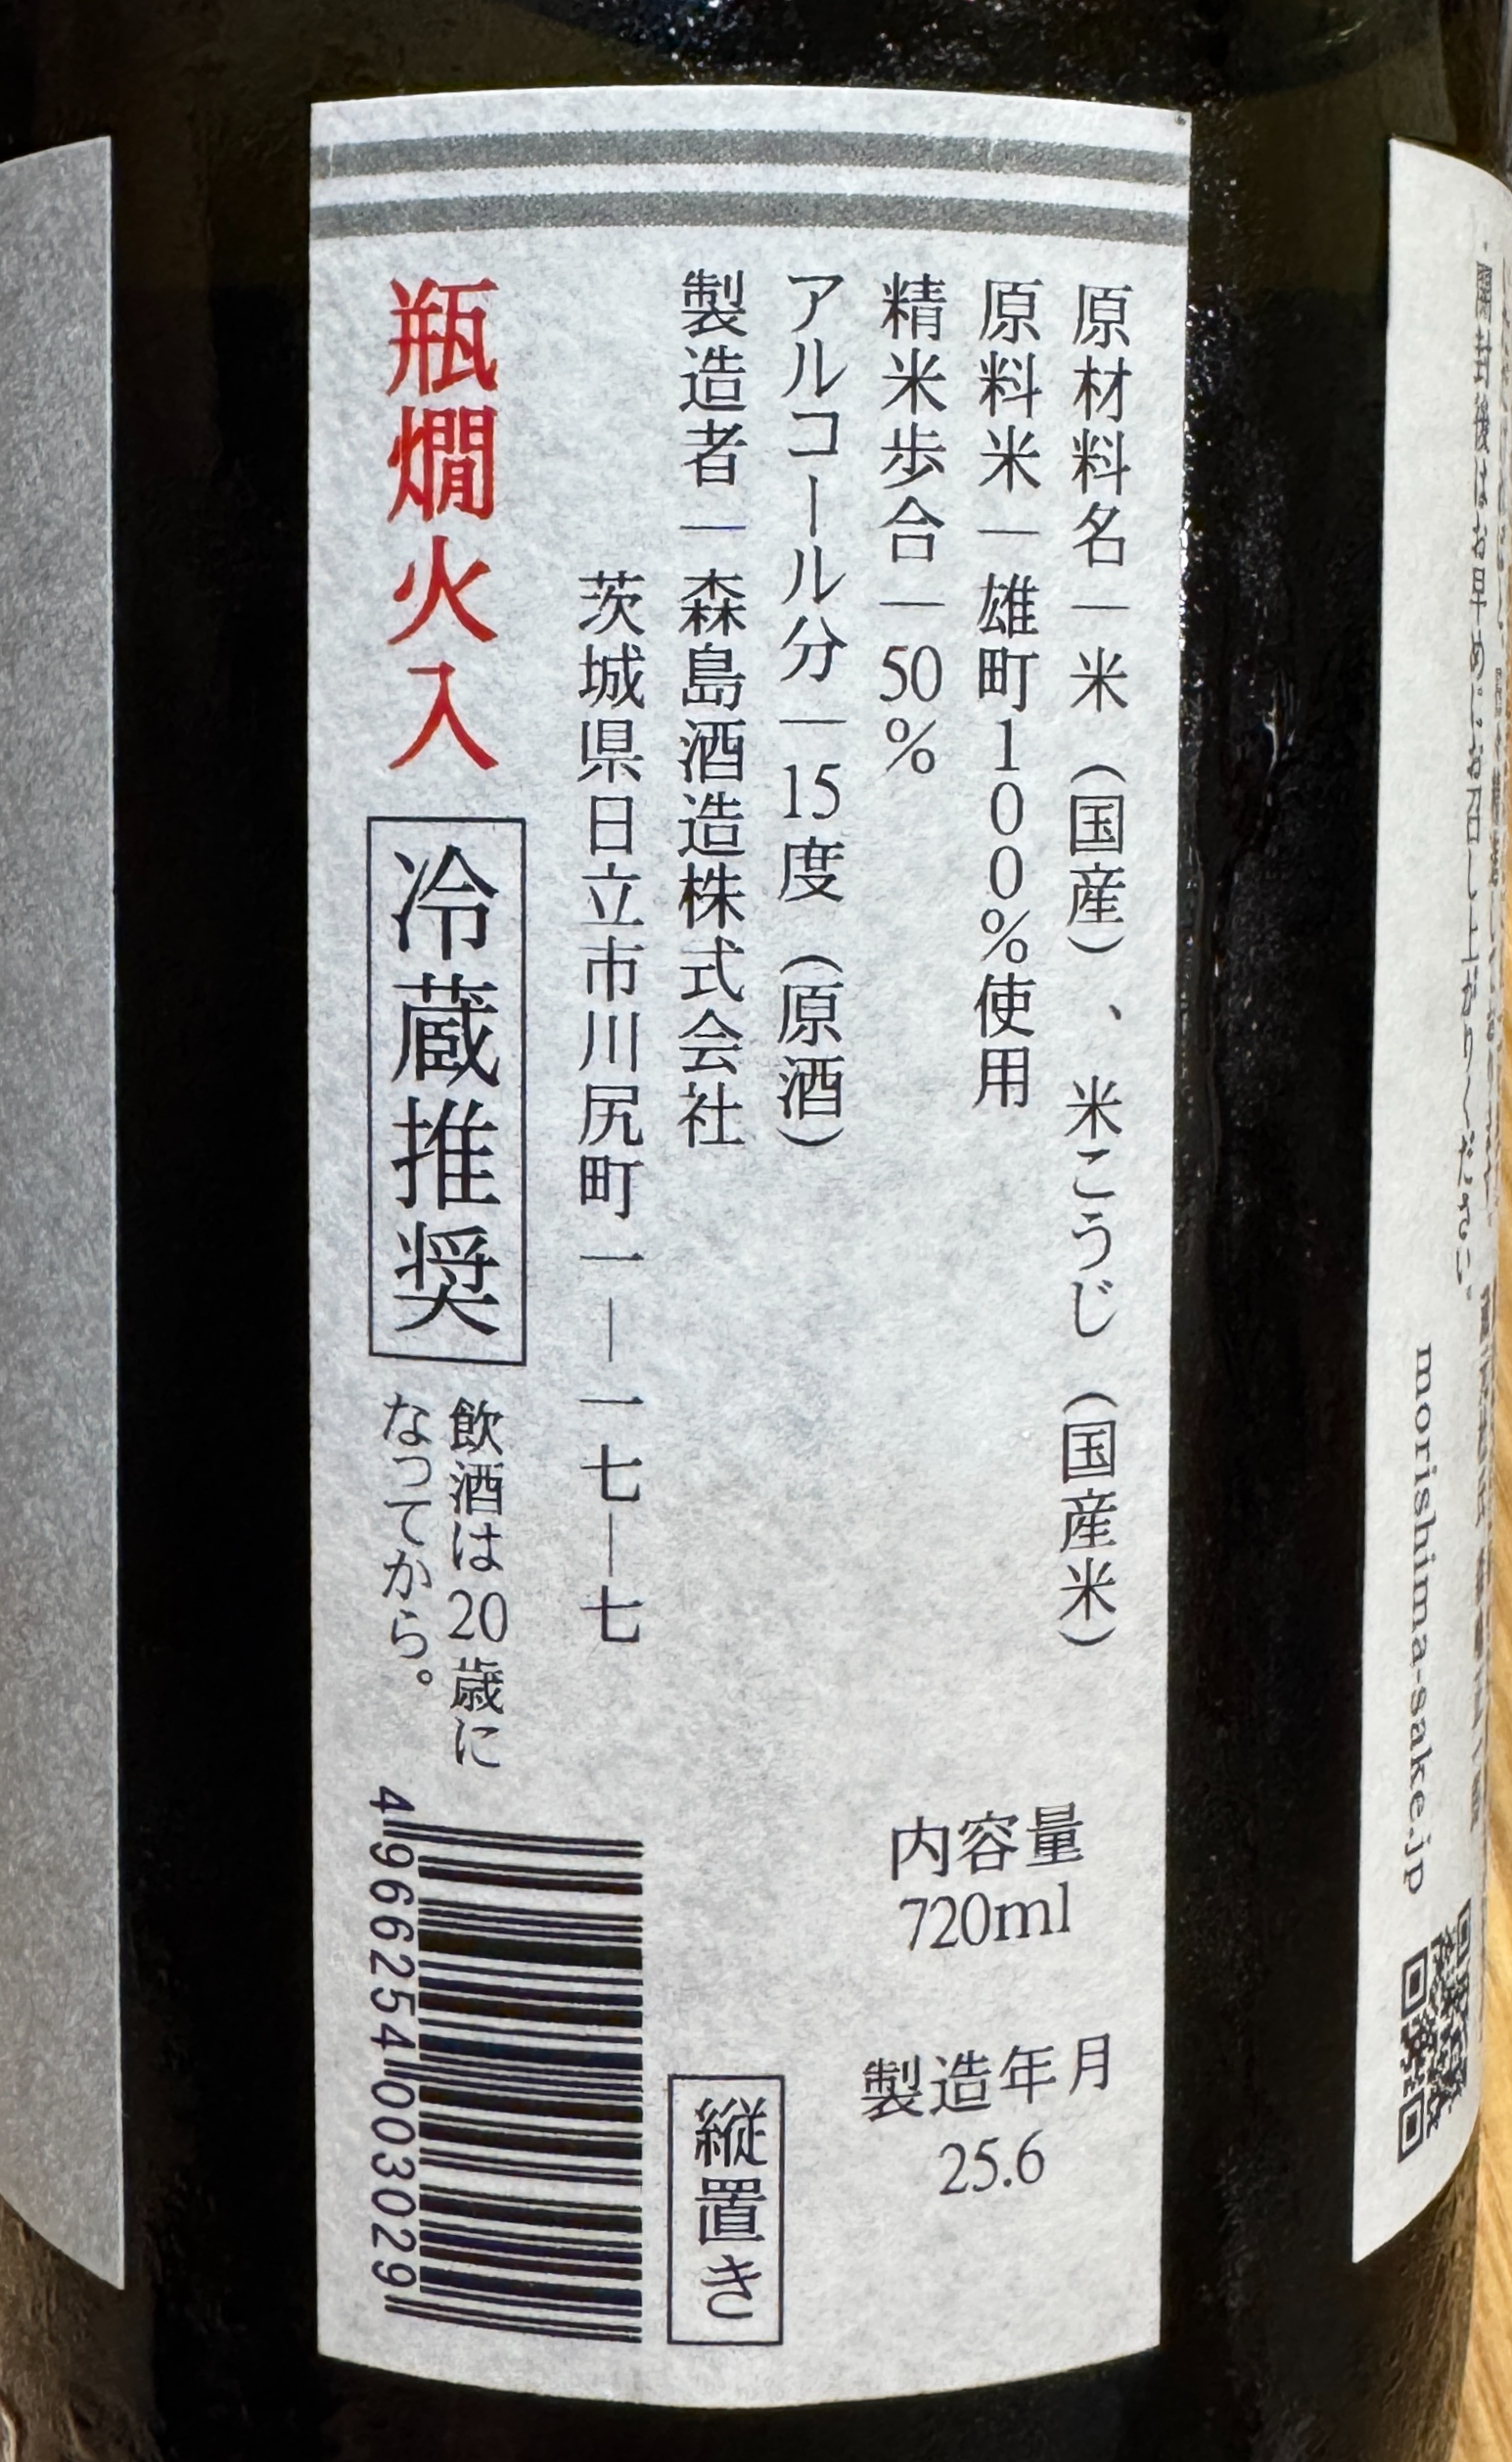 開封後はお早めにお召し上がりください。
morishima-sake.jp
原材料名｜米（国産）、米こうじ（国産米）
原料米｜雄町100%使用
精米歩合｜50%
アルコール分｜15度（原酒）
製造者｜森島酒造株式会社
茨城県日立市川尻町一｜一七｜七
内容量
720ml
製造年月
25.6
縦置き
瓶燗火入
冷蔵推奨
飲酒は20歳に
なってから。
4966254003029